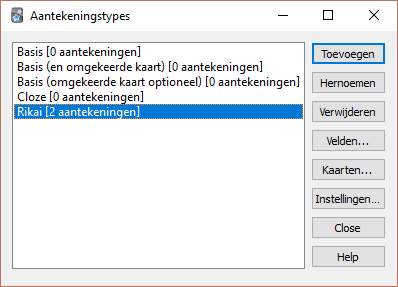 Aantekeningstypes
Basis [0 aantekeningen]
Basis (en omgekeerde kaart) [0 aantekeningen]
Basis (omgekeerde kaart optioneel) [0 aantekeningen]
Cloze [0 aantekeningen]
Rikai [2 aantekeningen]
Toevoegen
Hernoemen
Verwijderen
Velden...
Kaarten...
Instellingen...
Close
Help